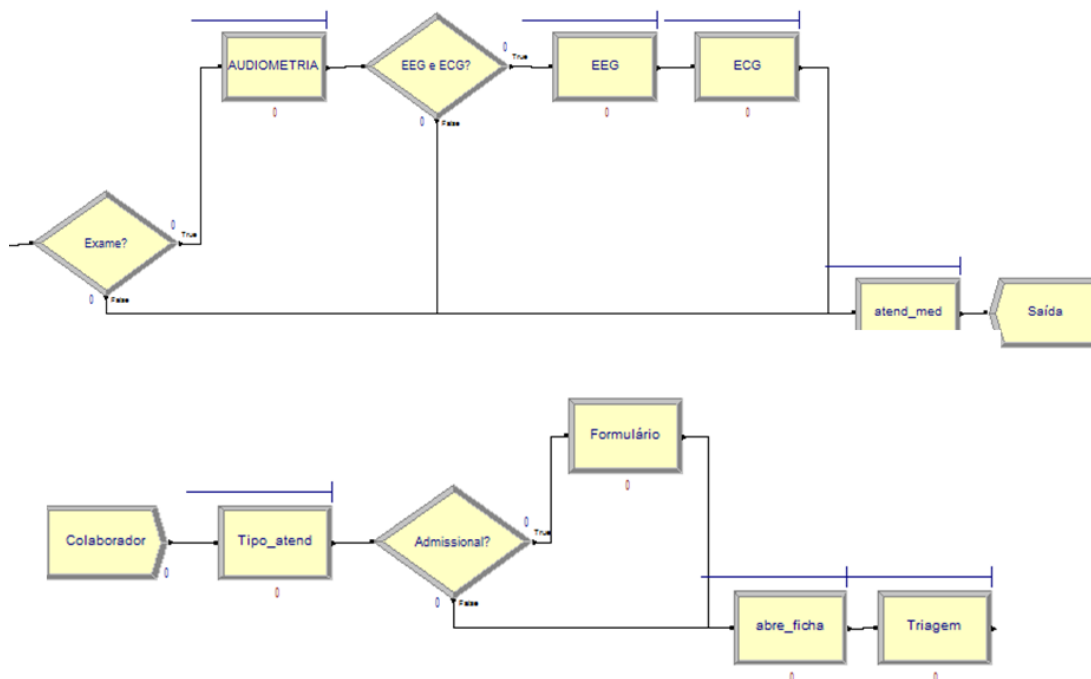 AUDIOMETRIA
0
EEG e ECG?
0
True
0
False
EEG
0
ECG
0
Exame?
0
True
0
False
atend_med
Saída
Colaborador
0
Tipo_atend
0
Admissional?
0
True
0
False
Formulário
0
abre_ficha
0
Triagem
0